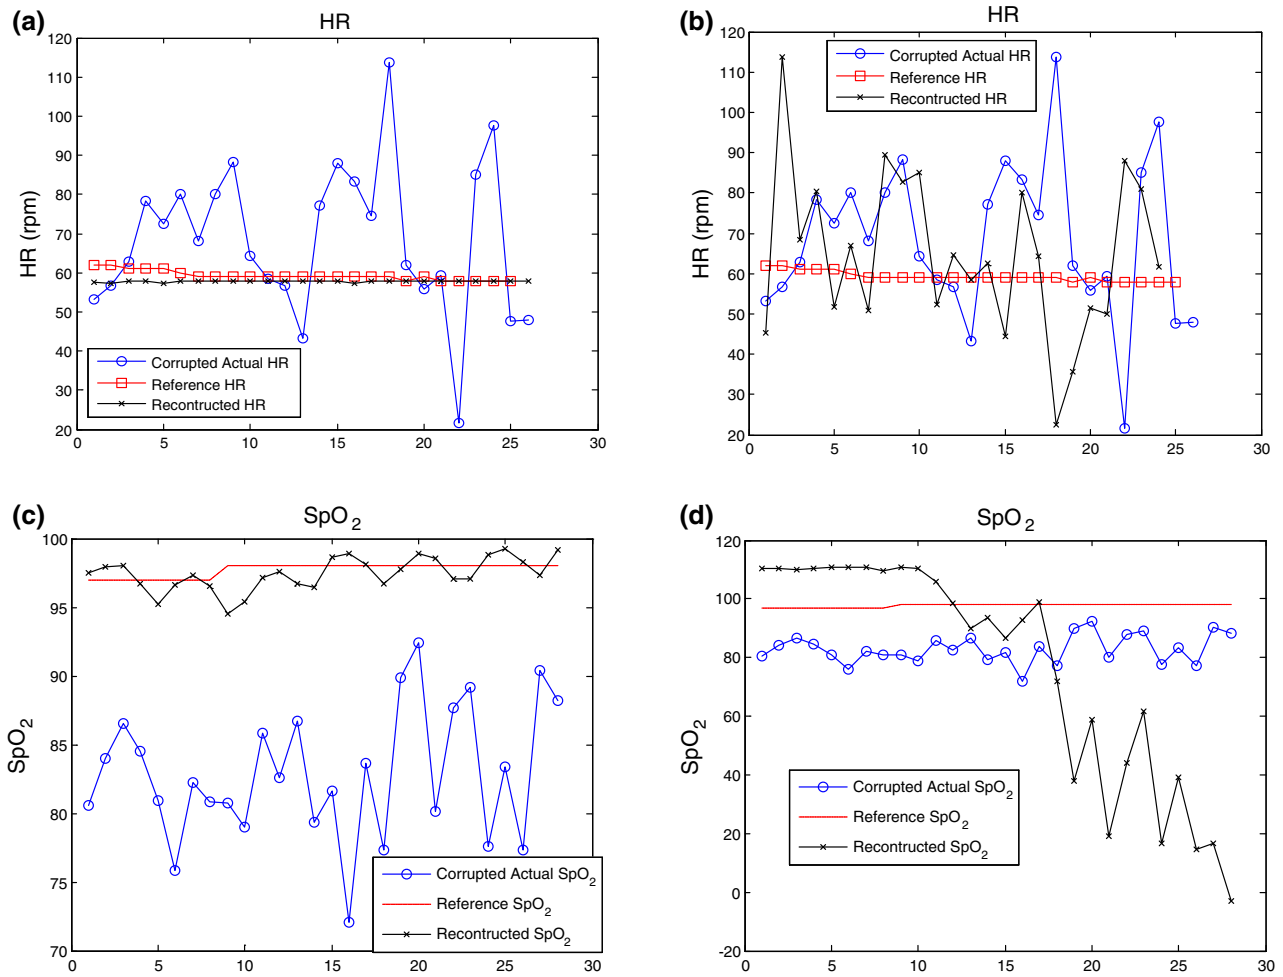 (a)
HR
120
110
100
90
80
70
60
50
40
30
20
HR (rpm)
Corrupted Actual HR
Reference HR
Recontructed HR
0
5
10
15
20
25
30
(b)
HR
120
110
100
90
80
70
60
50
40
30
20
HR (rpm)
Corrupted Actual HR
Reference HR
Recontructed HR
0
5
10
15
20
25
30
(c)
SpO2
100
95
90
85
80
75
70
SpO2
Corrupted Actual SpO2
Reference SpO2
Recontructed SpO2
0
5
10
15
20
25
30
(d)
SpO2
120
100
80
60
40
20
0
-20
SpO2
Corrupted Actual SpO2
Reference SpO2
Recontructed SpO2
0
5
10
15
20
25
30